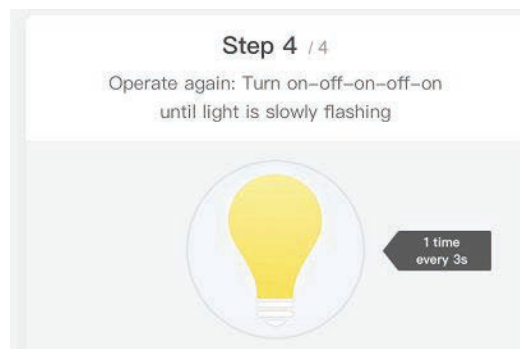 Step 4 / 4
Operate again: Turn on-off-on-off-on
until light is slowly flashing
1 time
every 3s